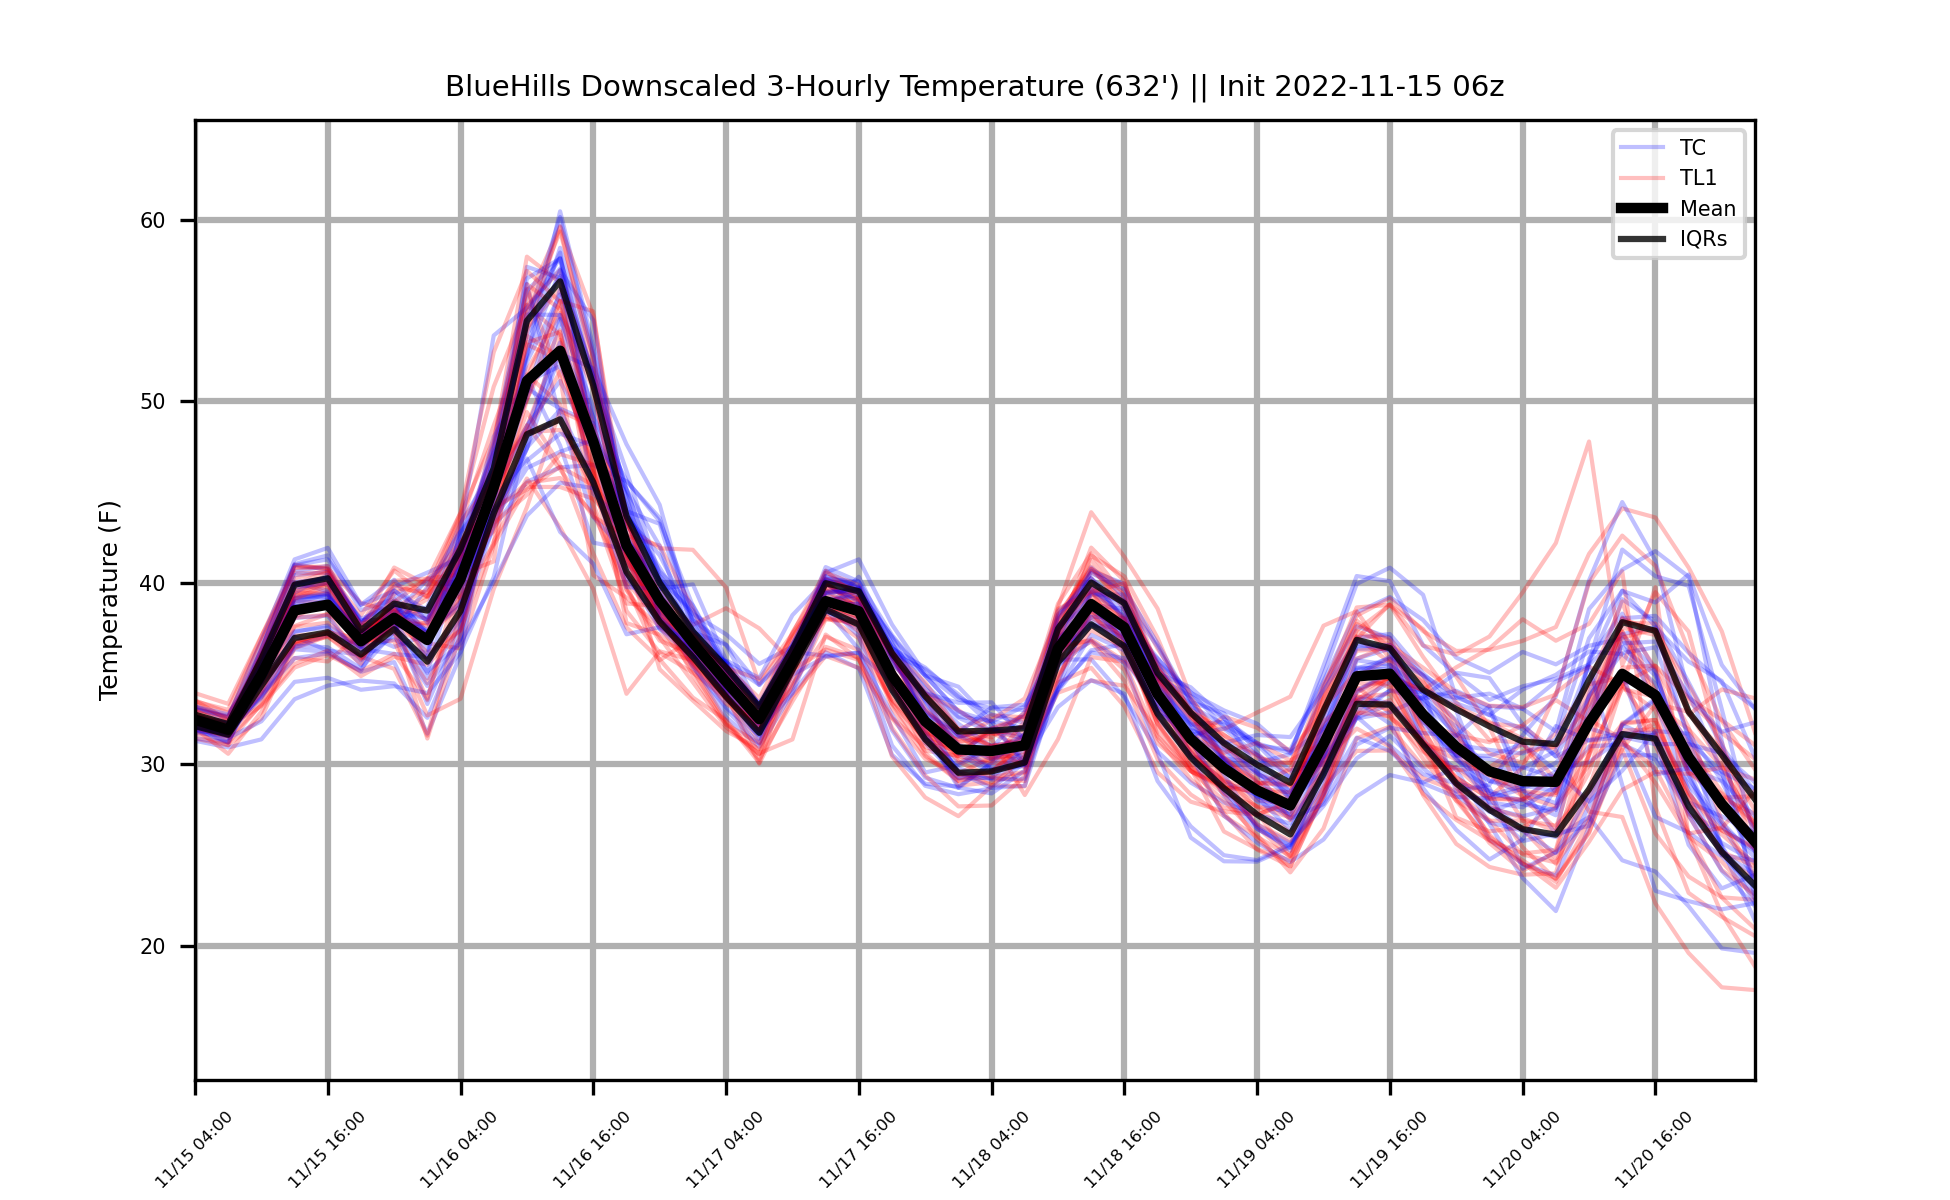 BlueHills Downscaled 3-Hourly Temperature (632') || Init 2022-11-15 06z
TC
TL1
Mean
IQRs
Temperature (F)
60
50
40
30
20
11/15 04:00
11/15 16:00
11/16 04:00
11/16 16:00
11/17 04:00
11/17 16:00
11/18 04:00
11/18 16:00
11/19 04:00
11/19 16:00
11/20 04:00
11/20 16:00